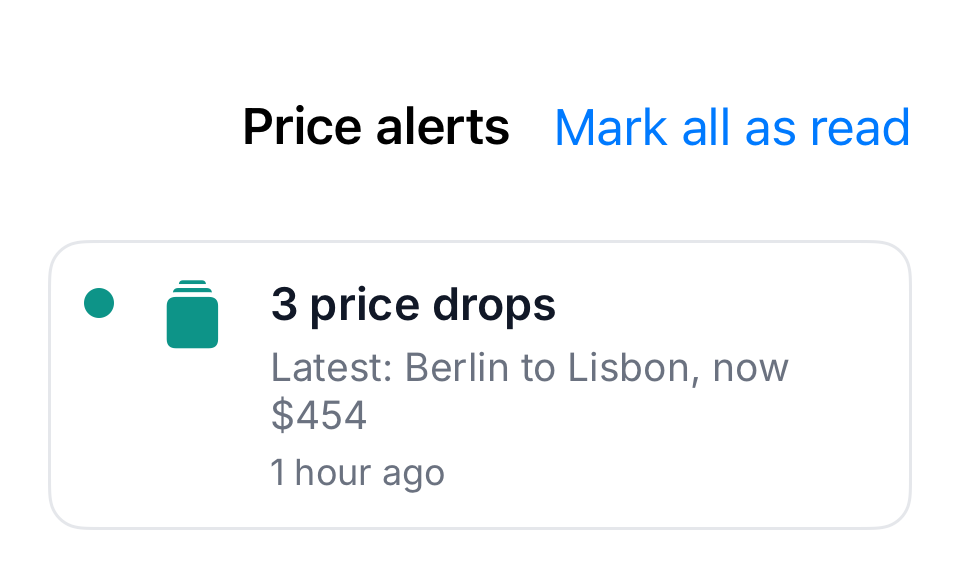 Price alerts Mark all as read
3 price drops
Latest: Berlin to Lisbon, now
$454
1 hour ago